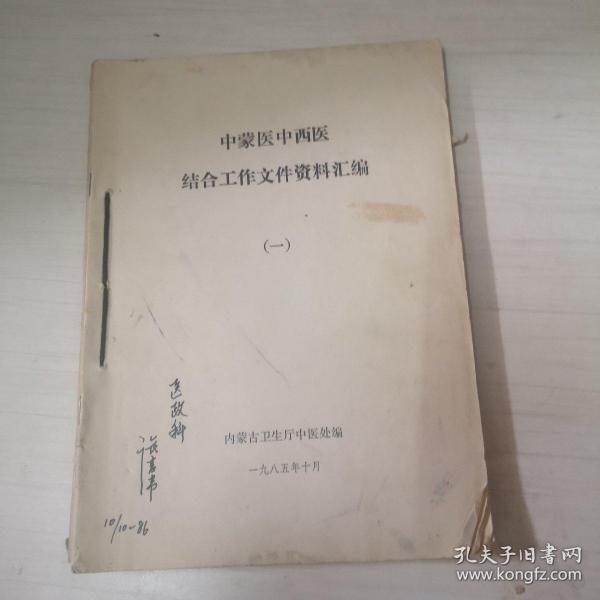 中蒙医中西医
结合工作文件资料汇编
（一）
医政科
10/10-86
内蒙古卫生厅中医处编
一九八五年十月
孔夫子旧书网
www.kongfz.com